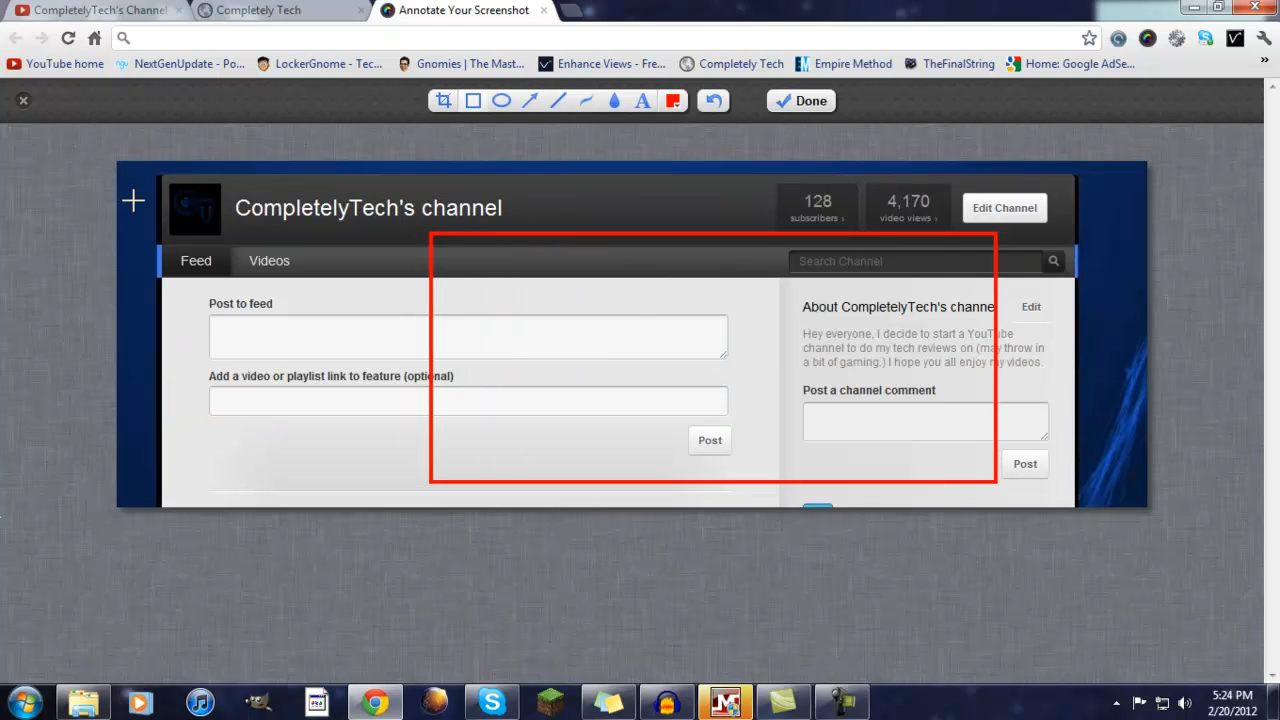 CompletelyTech's Channel
Completely Tech
Annotate Your Screenshot
YouTube home
NextGenUpdate - Po...
LockerGnome - Tec...
Gnomies | The Mast...
Enhance Views - Fre...
Completely Tech
Empire Method
TheFinalString
Home: Google AdSe...
A
Done
CompletelyTech's channel
128
subscribers ›
4,170
video views ›
Edit Channel
Feed
Videos
Search Channel
Post to feed
Add a video or playlist link to feature (optional)
Post
About CompletelyTech's channel
Edit
Hey everyone, I decide to start a YouTube
channel to do my tech reviews on (may throw in
a bit of gaming.) I hope you all enjoy my videos.
Post a channel comment
Post
5:24 PM
2/20/2012